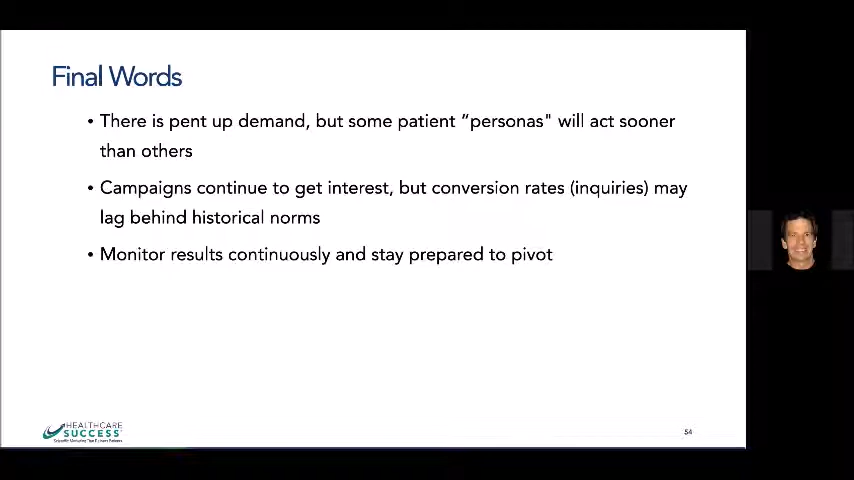 Final Words
• There is pent up demand, but some patient “personas" will act sooner
than others
• Campaigns continue to get interest, but conversion rates (inquiries) may
lag behind historical norms
• Monitor results continuously and stay prepared to pivot
HEALTHCARE
SUCCESS
54